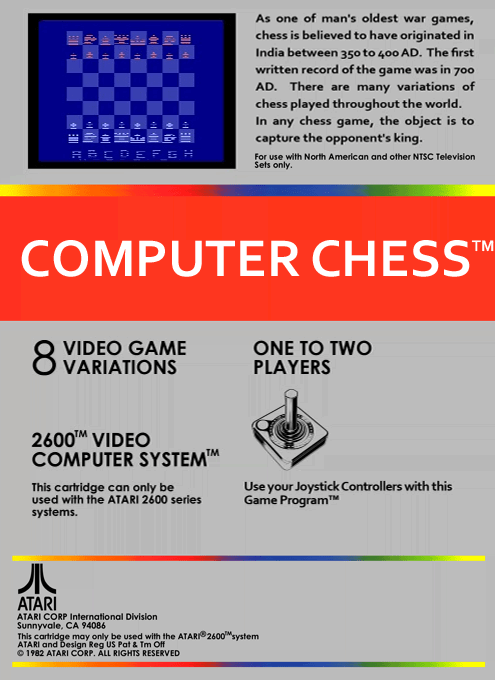 As one of man's oldest war games,
chess is believed to have originated in
India between 350 to 400 AD. The first
written record of the game was in 700
AD. There are many variations of
chess played throughout the world.
In any chess game, the object is to
capture the opponent's king.
For use with North American and other NTSC Television
Sets only.
A B C D E F G H
COMPUTER CHESS™
8 VIDEO GAME
VARIATIONS
ONE TO TWO
PLAYERS
2600™ VIDEO
COMPUTER SYSTEM™
This cartridge can only be
used with the ATARI 2600 series
systems.
Use your Joystick Controllers with this
Game Program™
ATARI
ATARI CORP International Division
Sunnyvale, CA 94086
This cartridge may only be used with the ATARI® 2600™ system
ATARI and Design Reg US Pat & Tm Off
© 1982 ATARI CORP. ALL RIGHTS RESERVED